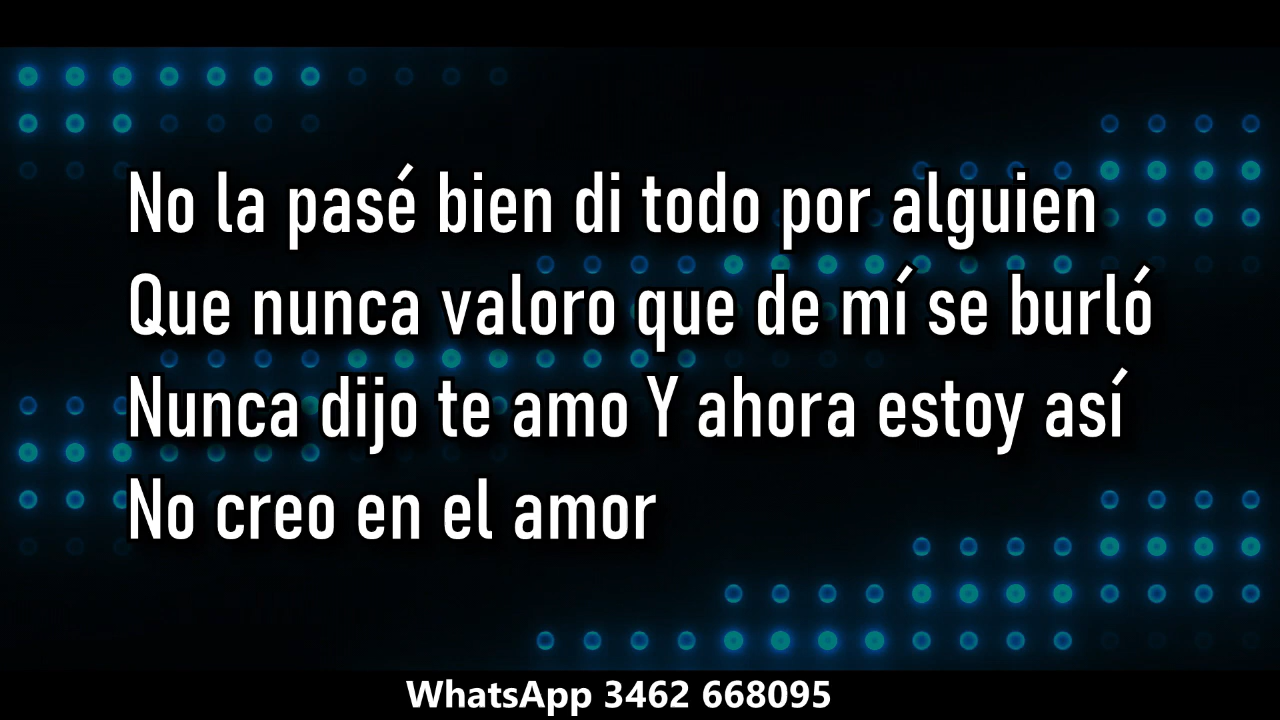 No la pasé bien di todo por alguien
Que nunca valoro que de mí se burló
Nunca dijo te amo Y ahora estoy así
No creo en el amor
WhatsApp 3462 668095